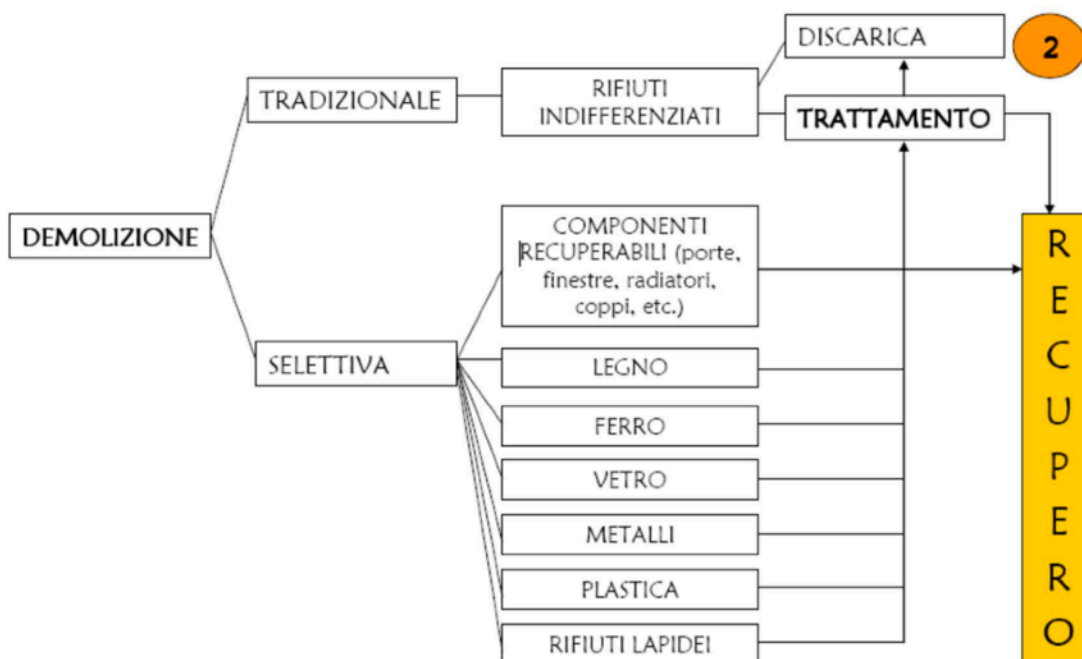 DISCARICA
2
TRADIZIONALE
RIFIUTI
INDIFFERENZIATI
TRATTAMENTO
DEMOLIZIONE
COMPONENTI
RECUPERABILI (porte,
finestre, radiatori,
coppi, etc.)
SELETTIVA
LEGNO
FERRO
VETRO
METALLI
PLASTICA
RIFIUTI LAPIDEI
R
E
C
U
P
E
R
O